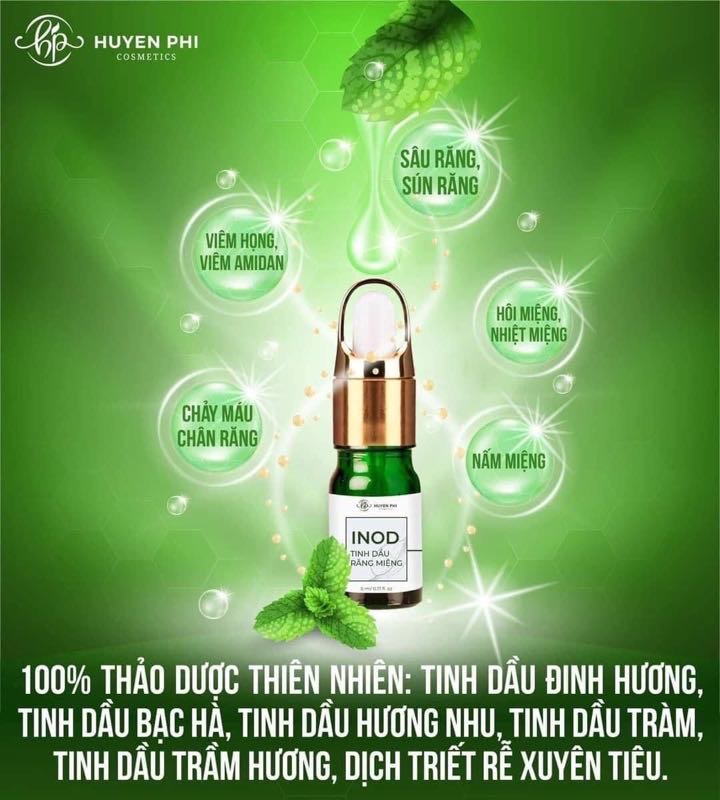 HUYEN PHI
COSMETICS
SÂU RĂNG,
SÚN RĂNG
VIÊM HỌNG,
VIÊM AMIDAN
HÔI MIỆNG,
NHIỆT MIỆNG
CHẢY MÁU
CHÂN RĂNG
NẤM MIỆNG
HUYEN PHI
COSMETICS
INOD
TINH DẦU
RĂNG MIỆNG
100% THẢO DƯỢC THIÊN NHIÊN: TINH DẦU ĐINH HƯƠNG,
TINH DẦU BẠC HÀ, TINH DẦU HƯƠNG NHU, TINH DẦU TRÀM,
TINH DẦU TRẦM HƯƠNG, DỊCH TRIẾT RỄ XUYÊN TIÊU.